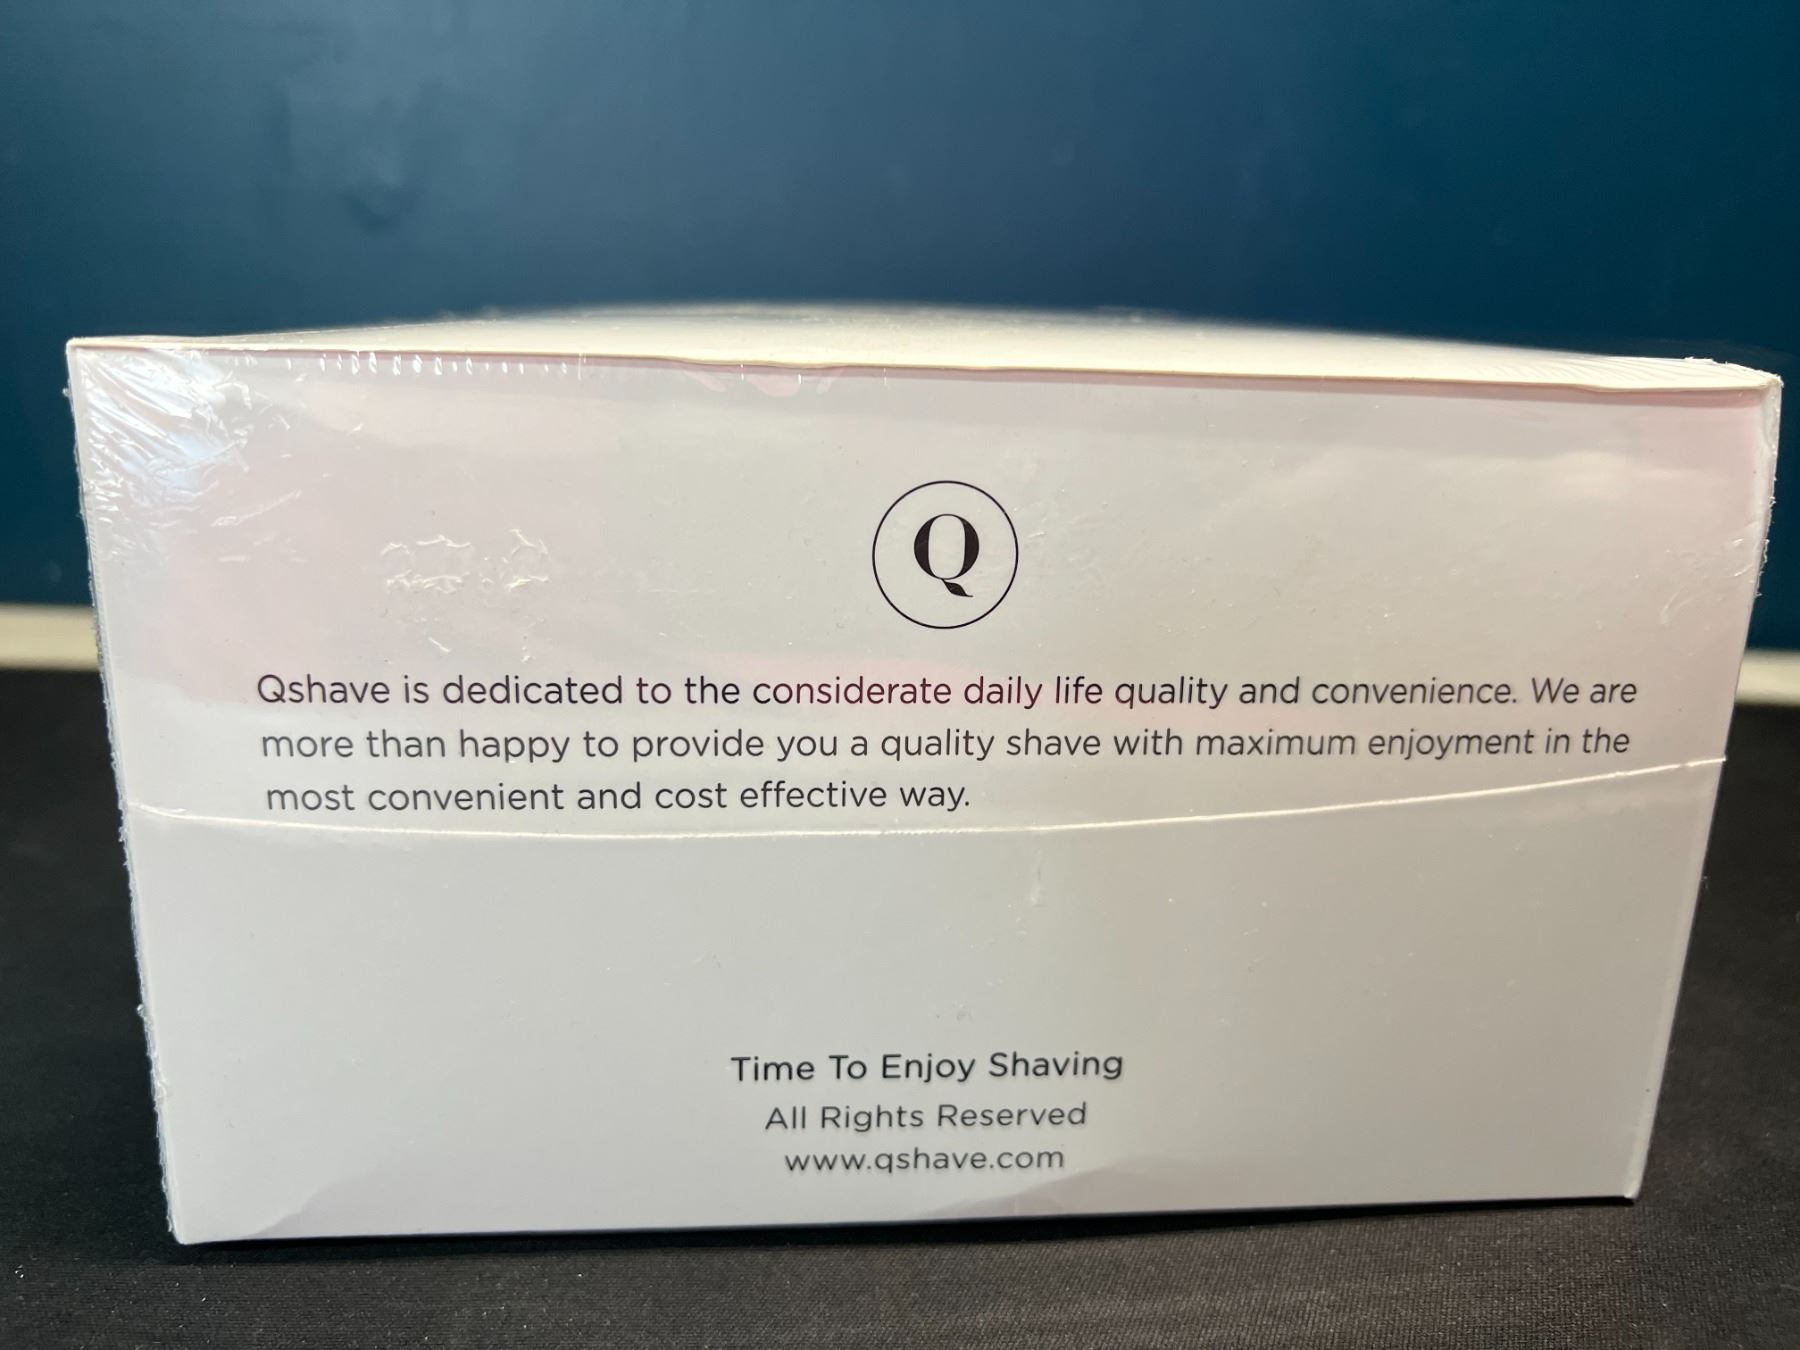 Q
Qshave is dedicated to the considerate daily life quality and convenience. We are
more than happy to provide you a quality shave with maximum enjoyment in the
most convenient and cost effective way.
Time To Enjoy Shaving
All Rights Reserved
www.qshave.com